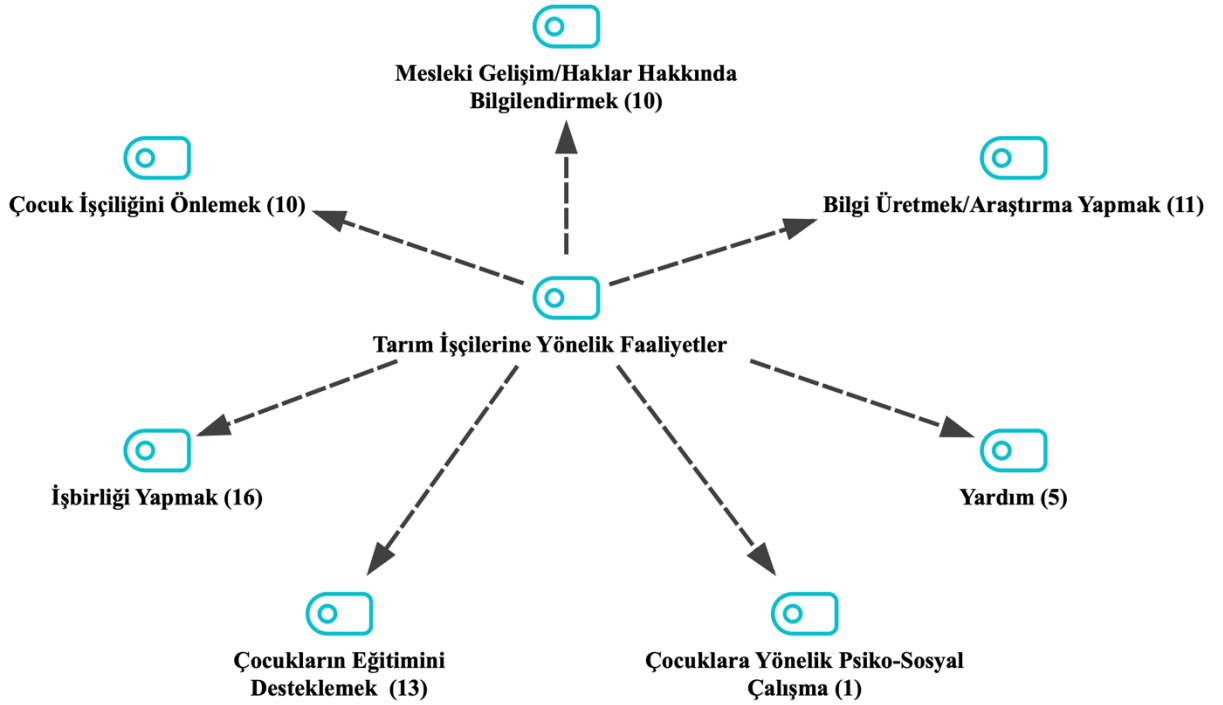 Mesleki Gelişim/Haklar Hakkında
Bilgilendirmek (10)
Çocuk İşçiliğini Önlemek (10)
Bilgi Üretmek/Araştırma Yapmak (11)
Tarım İşçilerine Yönelik Faaliyetler
İşbirliği Yapmak (16)
Yardım (5)
Çocukların Eğitimini
Desteklemek (13)
Çocuklara Yönelik Psiko-Sosyal
Çalışma (1)